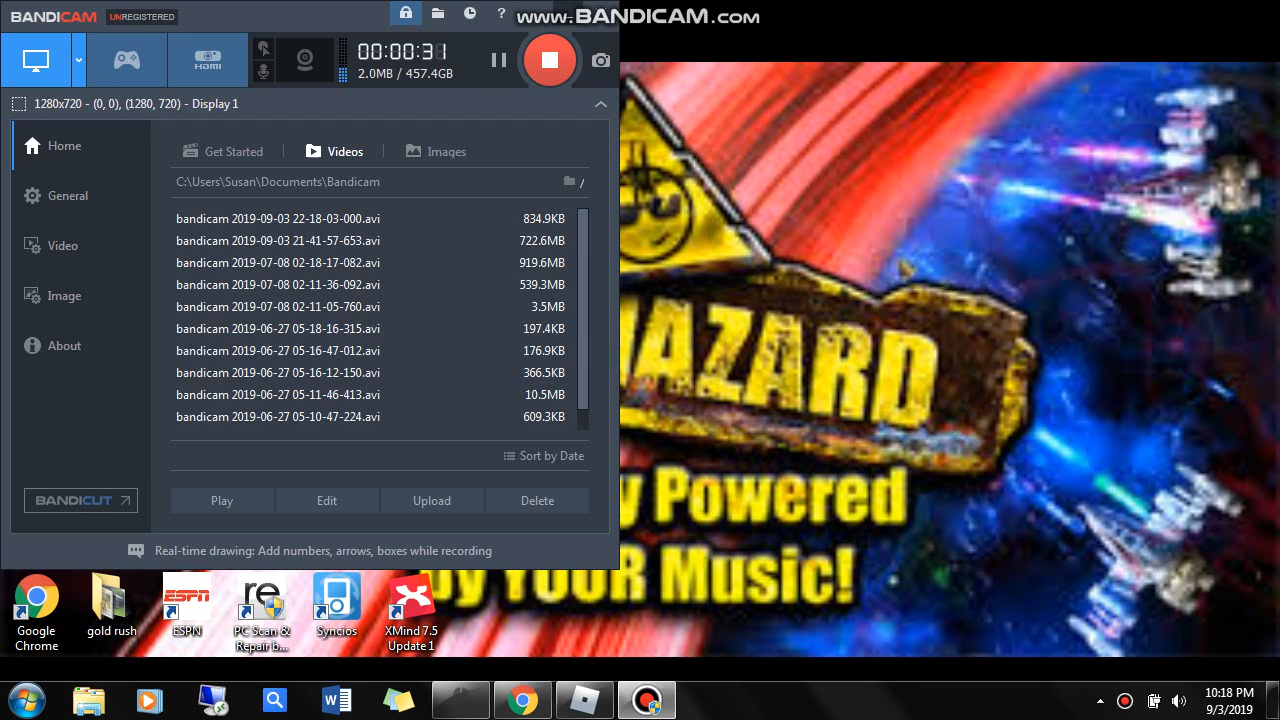 BANDICAM UNREGISTERED
?
www.BANDICAM.com
HDMI
00:00:31
2.0MB / 457.4GB
1280x720 - (0, 0), (1280, 720) - Display 1
Home
General
Video
Image
About
BANDICUT
Get Started
Videos
Images
C:\Users\Susan\Documents\Bandicam
/
bandicam 2019-09-03 22-18-03-000.avi 834.9KB
bandicam 2019-09-03 21-41-57-653.avi 722.6MB
bandicam 2019-07-08 02-18-17-082.avi 919.6MB
bandicam 2019-07-08 02-11-36-092.avi 539.3MB
bandicam 2019-07-08 02-11-05-760.avi 3.5MB
bandicam 2019-06-27 05-18-16-315.avi 197.4KB
bandicam 2019-06-27 05-16-47-012.avi 176.9KB
bandicam 2019-06-27 05-16-12-150.avi 366.5KB
bandicam 2019-06-27 05-11-46-413.avi 10.5MB
bandicam 2019-06-27 05-10-47-224.avi 609.3KB
Sort by Date
Play Edit Upload Delete
Real-time drawing: Add numbers, arrows, boxes while recording
AZARD
y Powered
by YOUR Music!
Google
Chrome
gold rush
ESPN
ESPN
re
PC Scan &
Repair b...
Syncios
XMind 7.5
Update 1
10:18 PM
9/3/2019